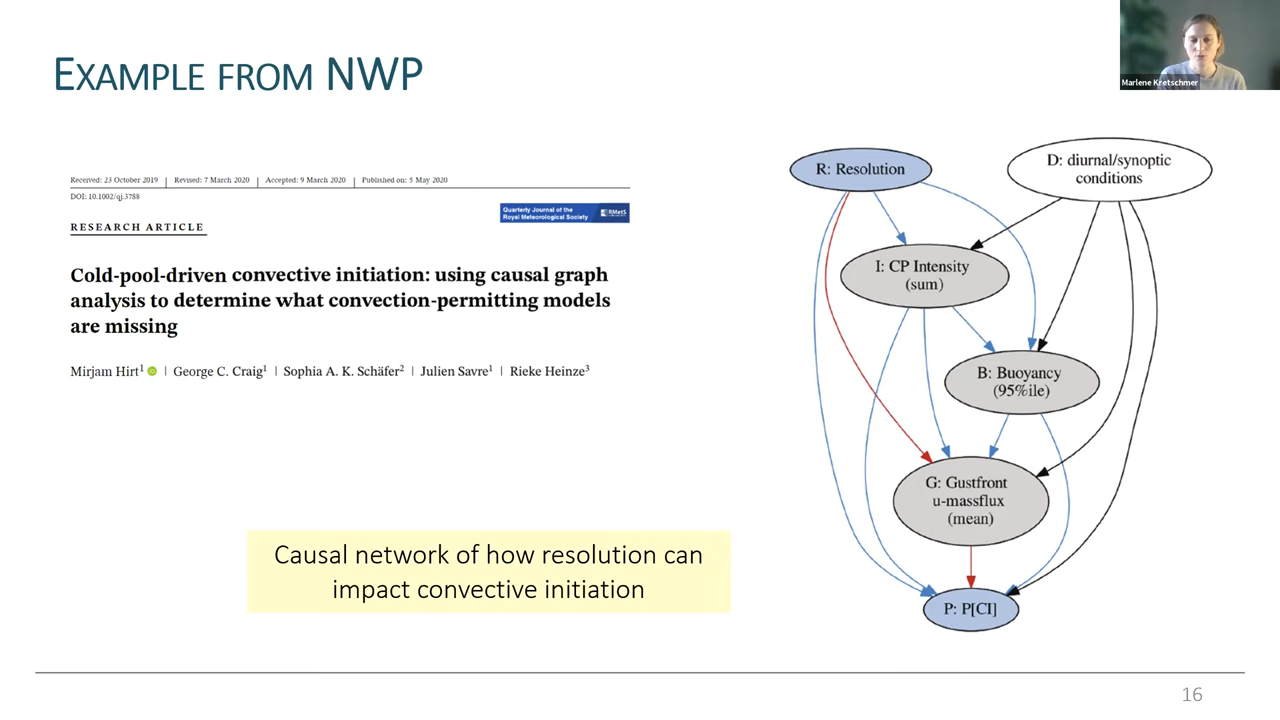 EXAMPLE FROM NWP
Marlene Kretschmer
Received: 23 October 2019 | Revised: 7 March 2020 | Accepted: 9 March 2020 | Published on: 5 May 2020
DOI: 10.1002/qj.3788
Quarterly Journal of the
Royal Meteorological Society
RMetS
RESEARCH ARTICLE
Cold-pool-driven convective initiation: using causal graph
analysis to determine what convection-permitting models
are missing
Mirjam Hirt1 | George C. Craig1 | Sophia A. K. Schäfer2 | Julien Savre1 | Rieke Heinze3
Causal network of how resolution can
impact convective initiation
R: Resolution
D: diurnal/synoptic
conditions
I: CP Intensity
(sum)
B: Buoyancy
(95%ile)
G: Gustfront
u-massflux
(mean)
P: P[CI]
16